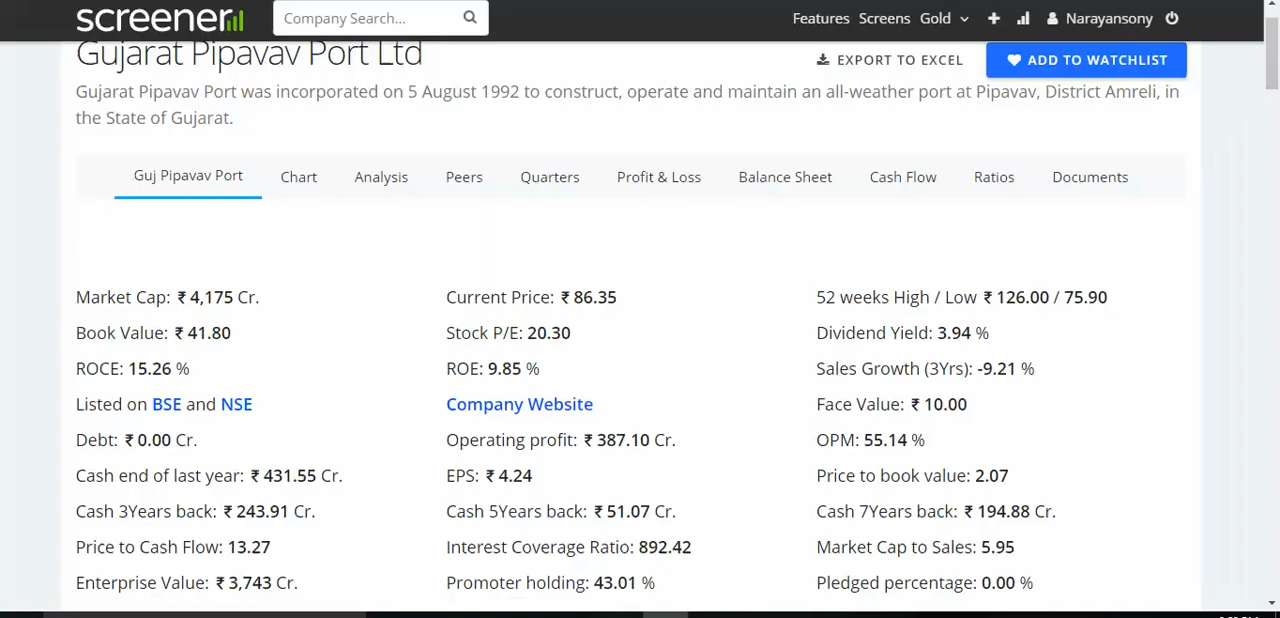 screener
Company Search...
Features Screens Gold Narayansony
Gujarat Pipavav Port Ltd
EXPORT TO EXCEL
ADD TO WATCHLIST
Gujarat Pipavav Port was incorporated on 5 August 1992 to construct, operate and maintain an all-weather port at Pipavav, District Amreli, in
the State of Gujarat.
Guj Pipavav Port Chart Analysis Peers Quarters Profit & Loss Balance Sheet Cash Flow Ratios Documents
Market Cap: ₹ 4,175 Cr. Current Price: ₹ 86.35 52 weeks High / Low ₹ 126.00 / 75.90
Book Value: ₹ 41.80 Stock P/E: 20.30 Dividend Yield: 3.94 %
ROCE: 15.26 % ROE: 9.85 % Sales Growth (3Yrs): -9.21 %
Listed on BSE and NSE Company Website Face Value: ₹ 10.00
Debt: ₹ 0.00 Cr. Operating profit: ₹ 387.10 Cr. OPM: 55.14 %
Cash end of last year: ₹ 431.55 Cr. EPS: ₹ 4.24 Price to book value: 2.07
Cash 3Years back: ₹ 243.91 Cr. Cash 5Years back: ₹ 51.07 Cr. Cash 7Years back: ₹ 194.88 Cr.
Price to Cash Flow: 13.27 Interest Coverage Ratio: 892.42 Market Cap to Sales: 5.95
Enterprise Value: ₹ 3,743 Cr. Promoter holding: 43.01 % Pledged percentage: 0.00 %